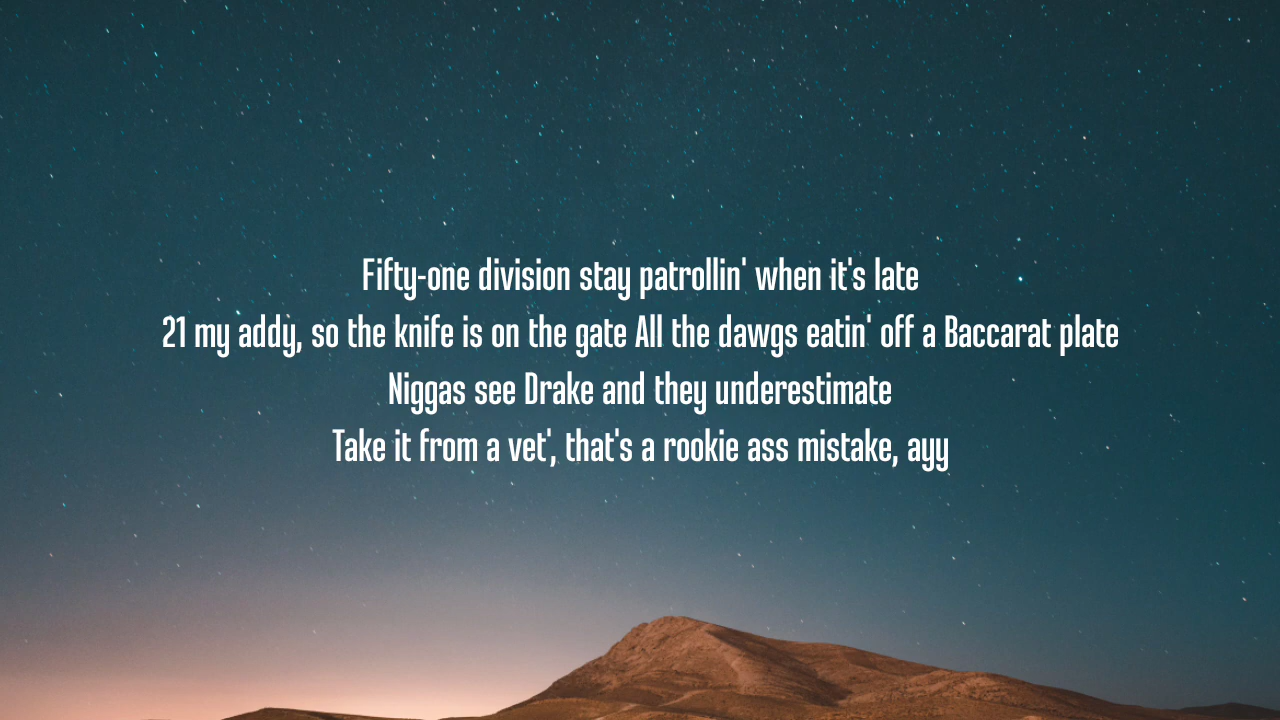 Fifty-one division stay patrollin' when it's late
21 my addy, so the knife is on the gate All the dawgs eatin' off a Baccarat plate
Niggas see Drake and they underestimate
Take it from a vet', that's a rookie ass mistake, ayy